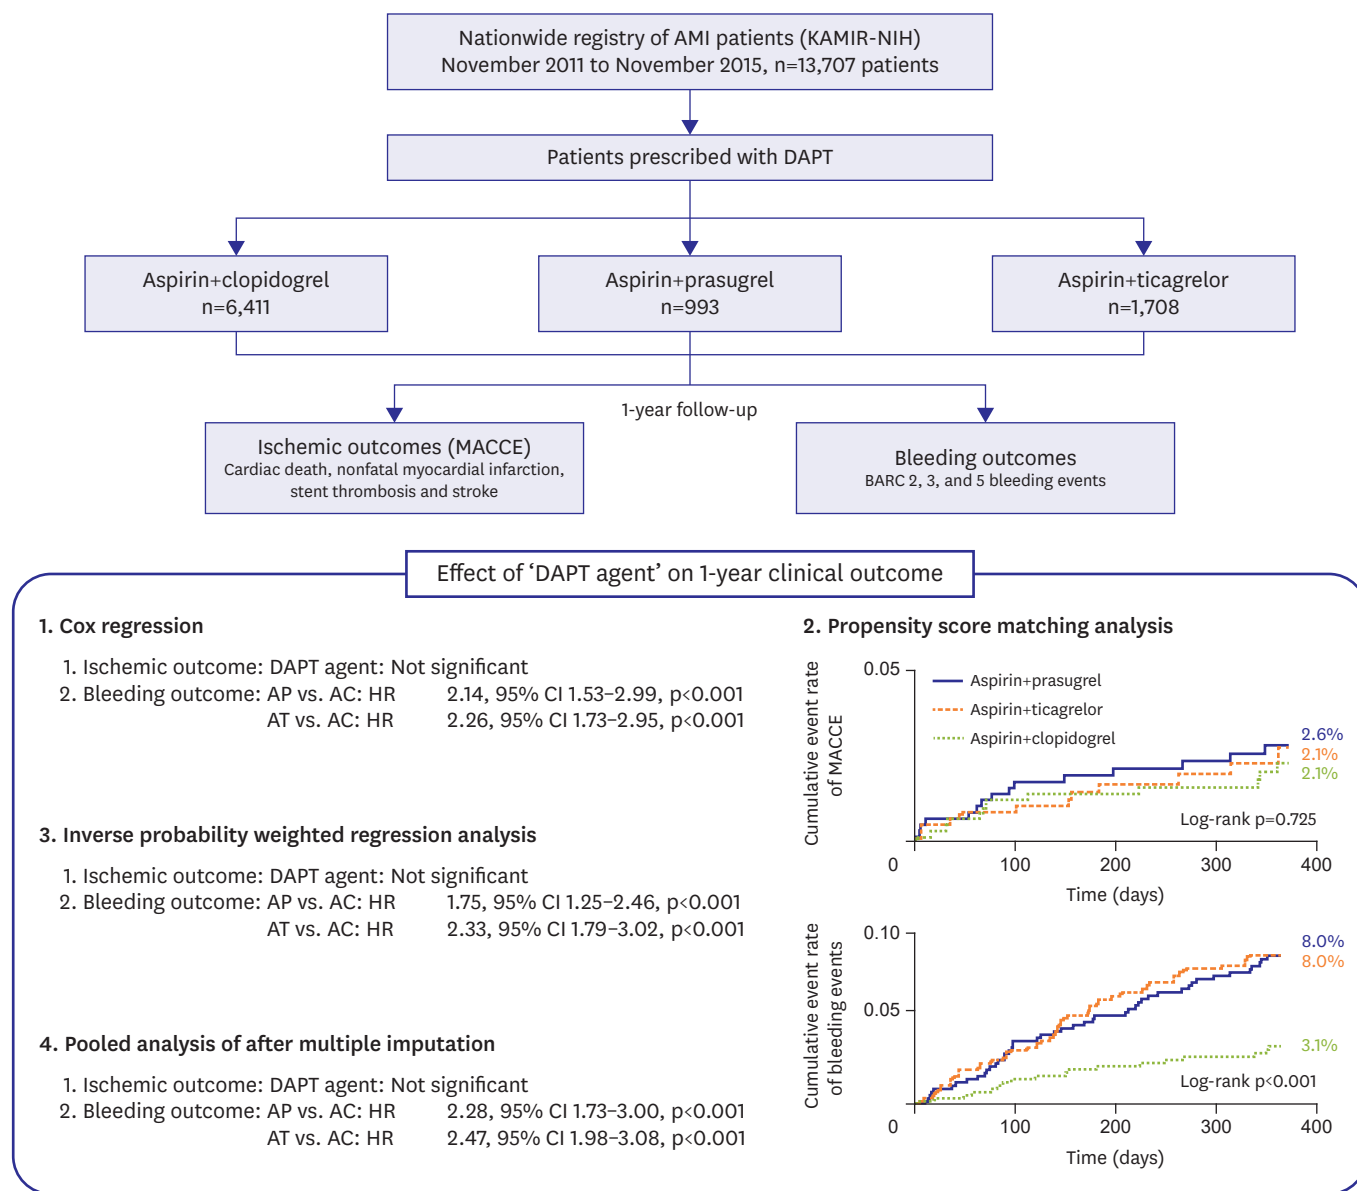 Nationwide registry of AMI patients (KAMIR-NIH)
November 2011 to November 2015, n=13,707 patients
Patients prescribed with DAPT
Aspirin+clopidogrel
n=6,411
Aspirin+prasugrel
n=993
Aspirin+ticagrelor
n=1,708
1-year follow-up
Ischemic outcomes (MACCE)
Cardiac death, nonfatal myocardial infarction,
stent thrombosis and stroke
Bleeding outcomes
BARC 2, 3, and 5 bleeding events
Effect of ‘DAPT agent’ on 1-year clinical outcome
1. Cox regression
1. Ischemic outcome: DAPT agent: Not significant
2. Bleeding outcome: AP vs. AC: HR 2.14, 95% CI 1.53–2.99, p<0.001
AT vs. AC: HR 2.26, 95% CI 1.73–2.95, p<0.001
2. Propensity score matching analysis
Cumulative event rate
of MACCE
0.05
Aspirin+prasugrel
Aspirin+ticagrelor
Aspirin+clopidogrel
2.6%
2.1%
2.1%
Log-rank p=0.725
0 100 200 300 400
Time (days)
3. Inverse probability weighted regression analysis
1. Ischemic outcome: DAPT agent: Not significant
2. Bleeding outcome: AP vs. AC: HR 1.75, 95% CI 1.25–2.46, p<0.001
AT vs. AC: HR 2.33, 95% CI 1.79–3.02, p<0.001
Cumulative event rate
of bleeding events
0.10
0.05
8.0%
8.0%
3.1%
Log-rank p<0.001
0 100 200 300 400
Time (days)
4. Pooled analysis of after multiple imputation
1. Ischemic outcome: DAPT agent: Not significant
2. Bleeding outcome: AP vs. AC: HR 2.28, 95% CI 1.73–3.00, p<0.001
AT vs. AC: HR 2.47, 95% CI 1.98–3.08, p<0.001